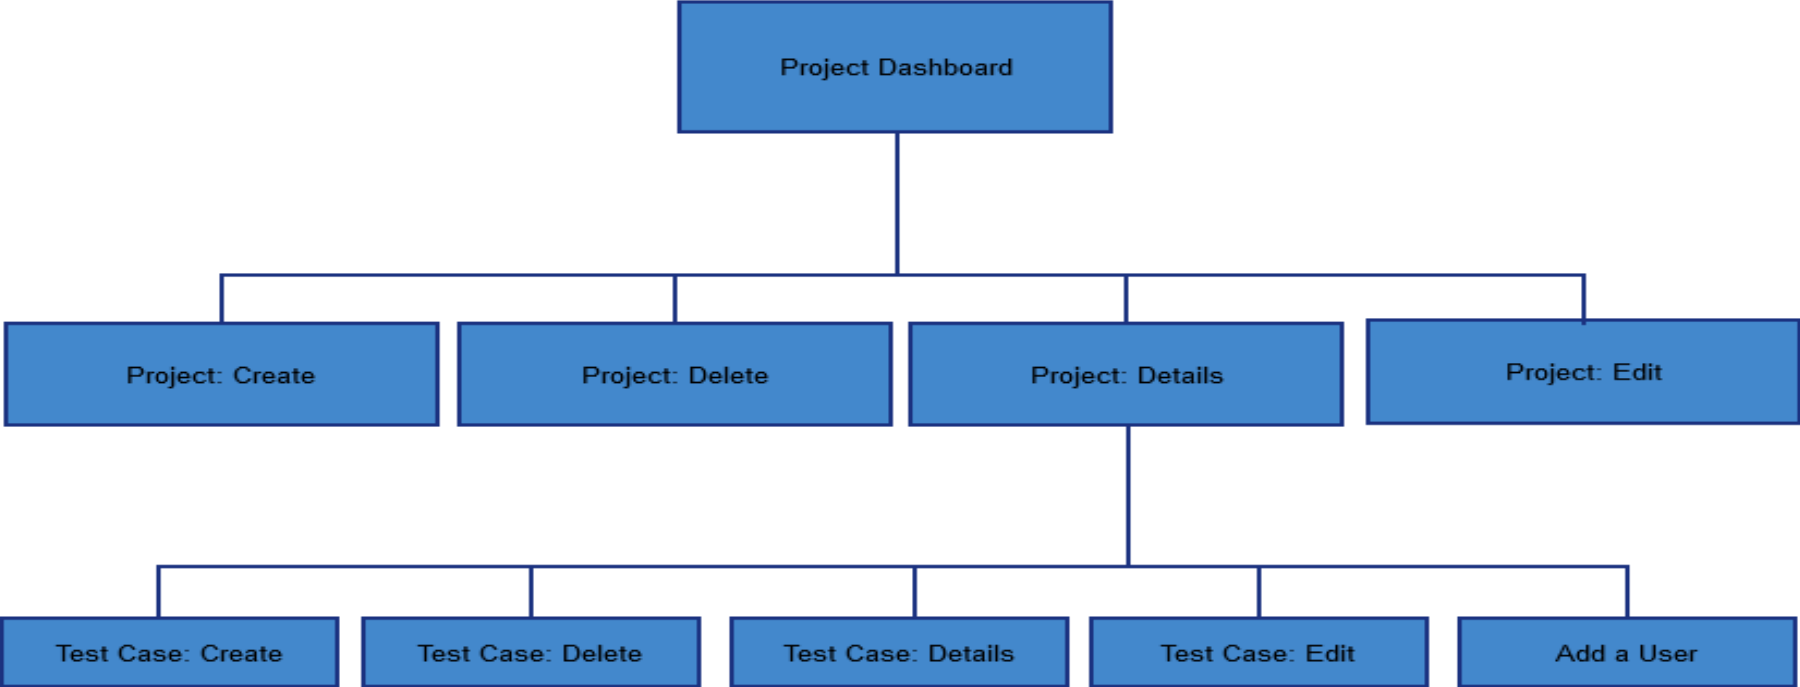 Project Dashboard
Project: Create
Project: Delete
Project: Details
Project: Edit
Test Case: Create
Test Case: Delete
Test Case: Details
Test Case: Edit
Add a User